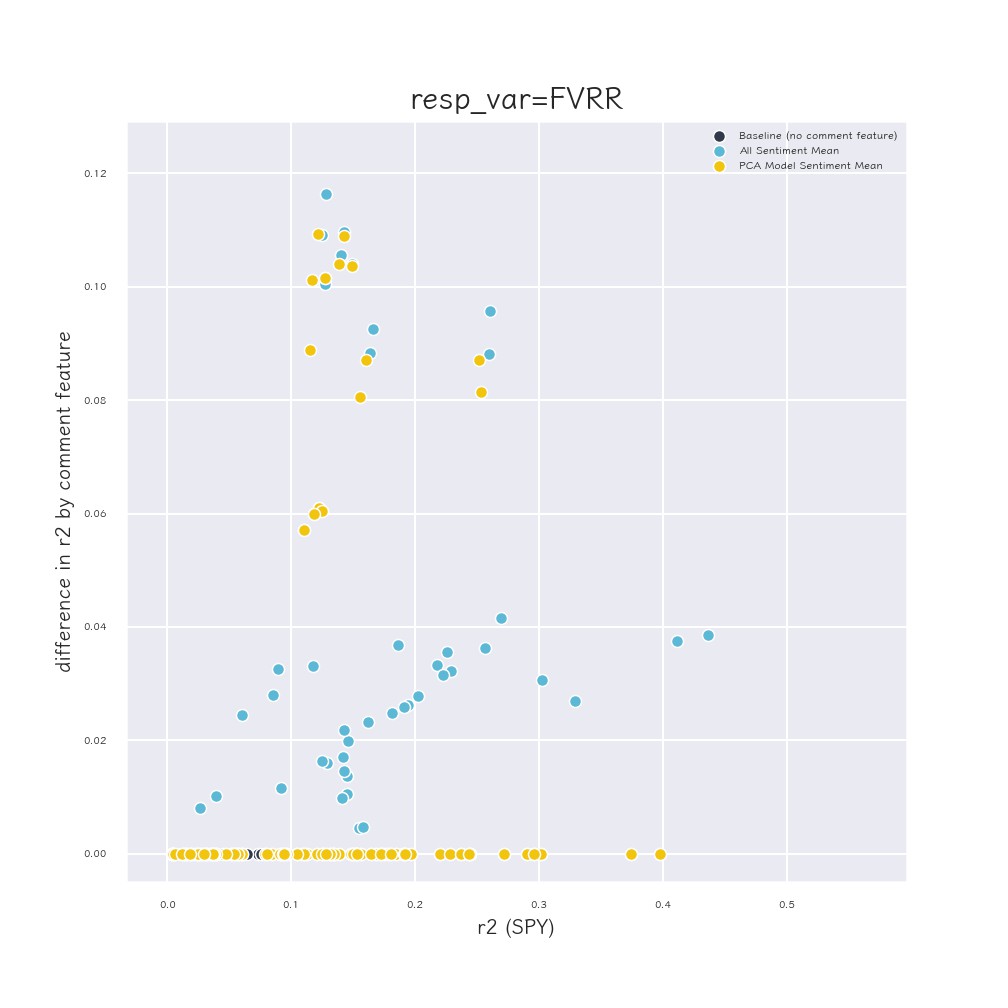 resp_var=FVRR
Baseline (no comment feature)
All Sentiment Mean
PCA Model Sentiment Mean
difference in r2 by comment feature
0.12
0.10
0.08
0.06
0.04
0.02
0.00
0.0 0.1 0.2 0.3 0.4 0.5
r2 (SPY)